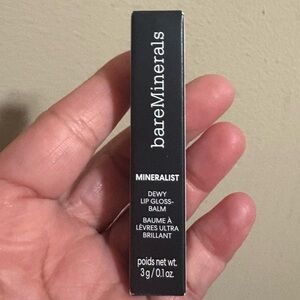 bareMinerals
MINERALIST
DEWY
LIP GLOSS-
BALM
BAUME À
LÈVRES ULTRA
BRILLANT
poids net wt.
3 g / 0.1 oz.